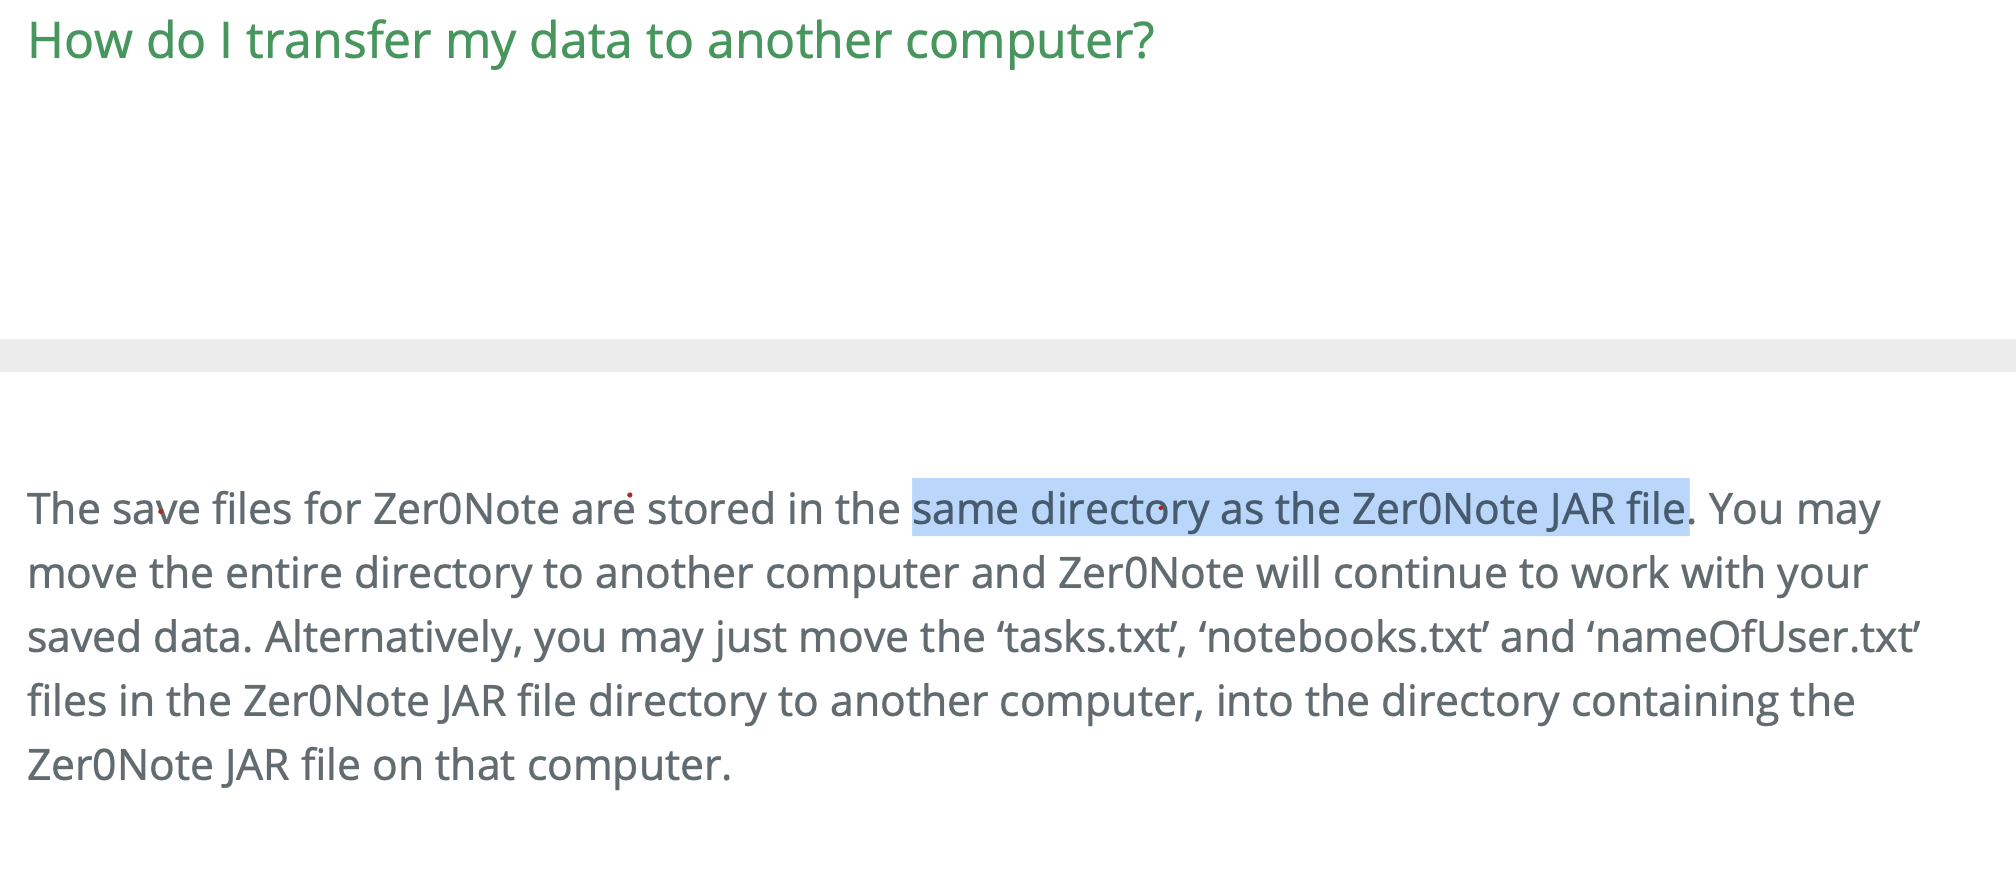 How do I transfer my data to another computer?
The save files for Zer0Note are stored in the same directory as the Zer0Note JAR file. You may
move the entire directory to another computer and Zer0Note will continue to work with your
saved data. Alternatively, you may just move the ‘tasks.txt’, ‘notebooks.txt’ and ‘nameOfUser.txt’
files in the Zer0Note JAR file directory to another computer, into the directory containing the
Zer0Note JAR file on that computer.